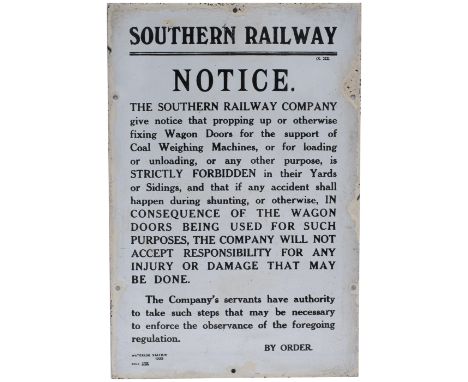 SOUTHERN RAILWAY
NOTICE.
THE SOUTHERN RAILWAY COMPANY
give notice that propping up or otherwise
fixing Wagon Doors for the support of
Coal Weighing Machines, or for loading
or unloading, or any other purpose, is
STRICTLY FORBIDDEN in their Yards
or Sidings, and that if any accident shall
happen during shunting, or otherwise, IN
CONSEQUENCE OF THE WAGON
DOORS BEING USED FOR SUCH
PURPOSES, THE COMPANY WILL NOT
ACCEPT RESPONSIBILITY FOR ANY
INJURY OR DAMAGE THAT MAY
BE DONE.
The Company's servants have authority
to take such steps that may be necessary
to enforce the observance of the foregoing
regulation.
BY ORDER.